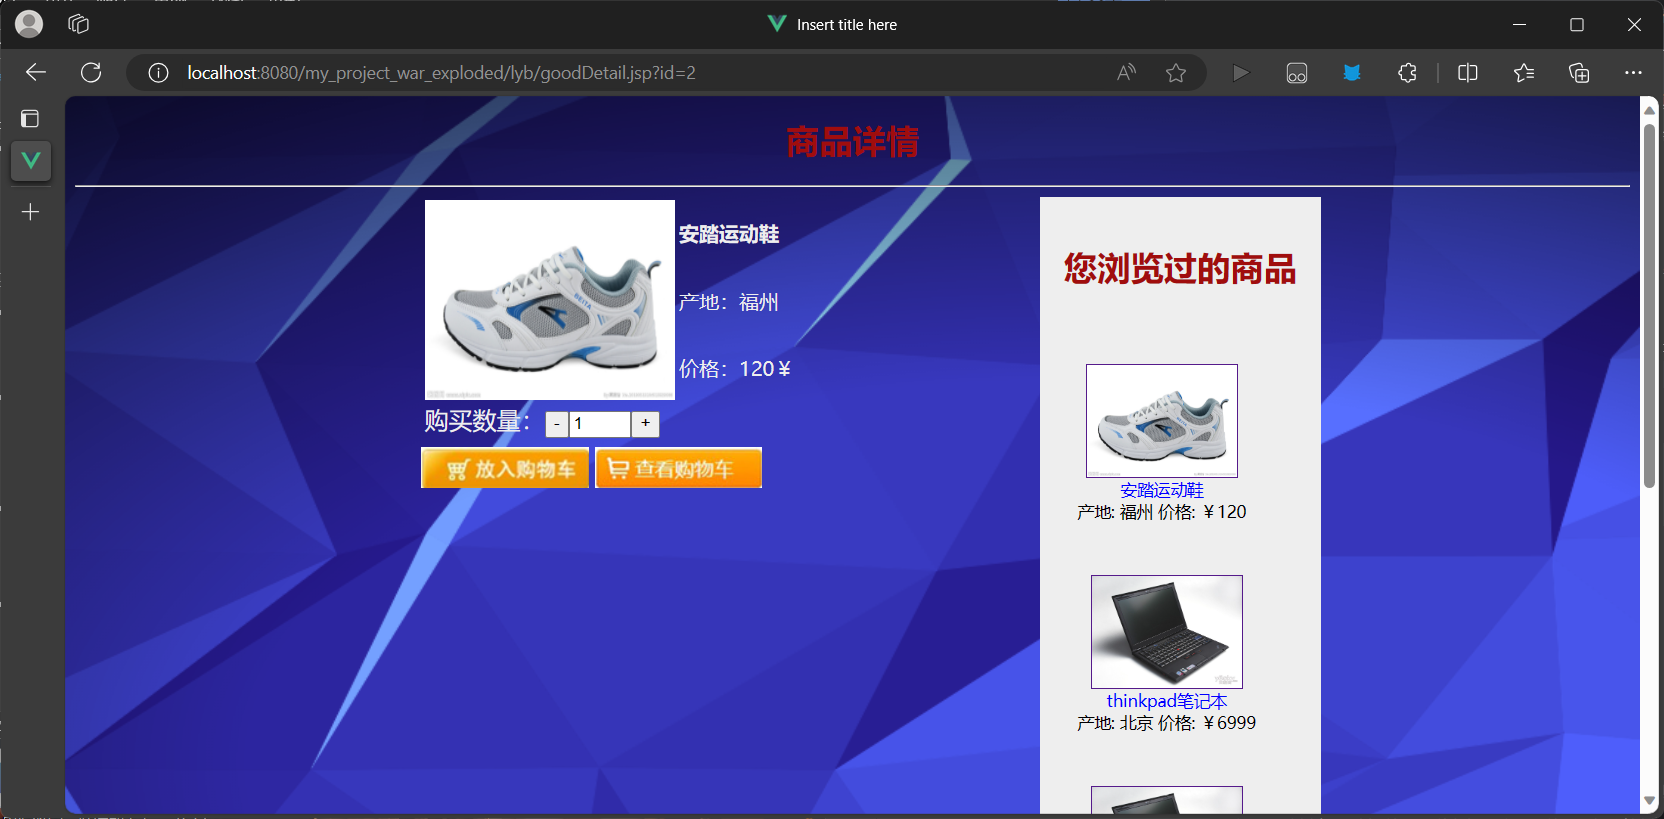 Insert title here
localhost:8080/my_project_war_exploded/lyb/goodDetail.jsp?id=2
商品详情
安踏运动鞋
产地：福州
价格：120￥
购买数量：
- 1 +
放入购物车 查看购物车
您浏览过的商品
安踏运动鞋
产地: 福州 价格: ￥120
thinkpad笔记本
产地: 北京 价格: ￥6999